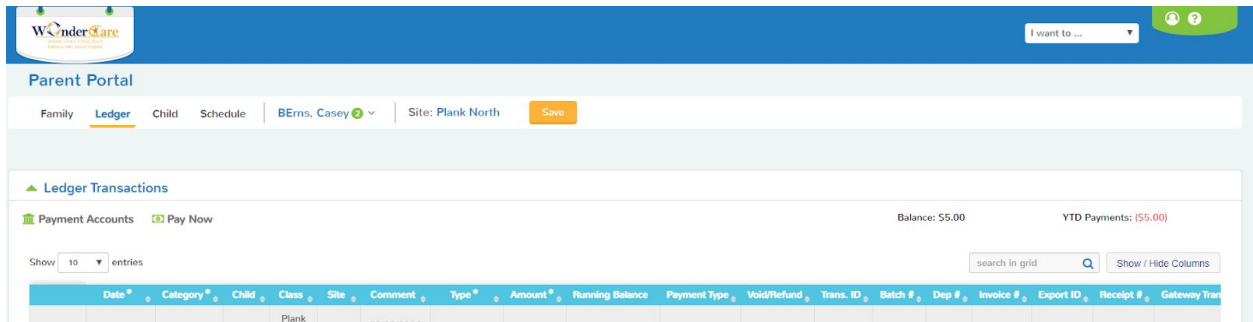 WonderCare
I want to ...
?
Parent Portal
Family Ledger Child Schedule BErns, Casey 2 Site: Plank North Save
Ledger Transactions
Payment Accounts Pay Now Balance: $5.00 YTD Payments: ($5.00)
Show 10 entries search in grid Show / Hide Columns
Date* Category* Child Class Site Comment Type* Amount* Running Balance Payment Type Void/Refund Trans. ID Batch # Dep # Invoice # Export ID Receipt # Gateway Tran
Plank